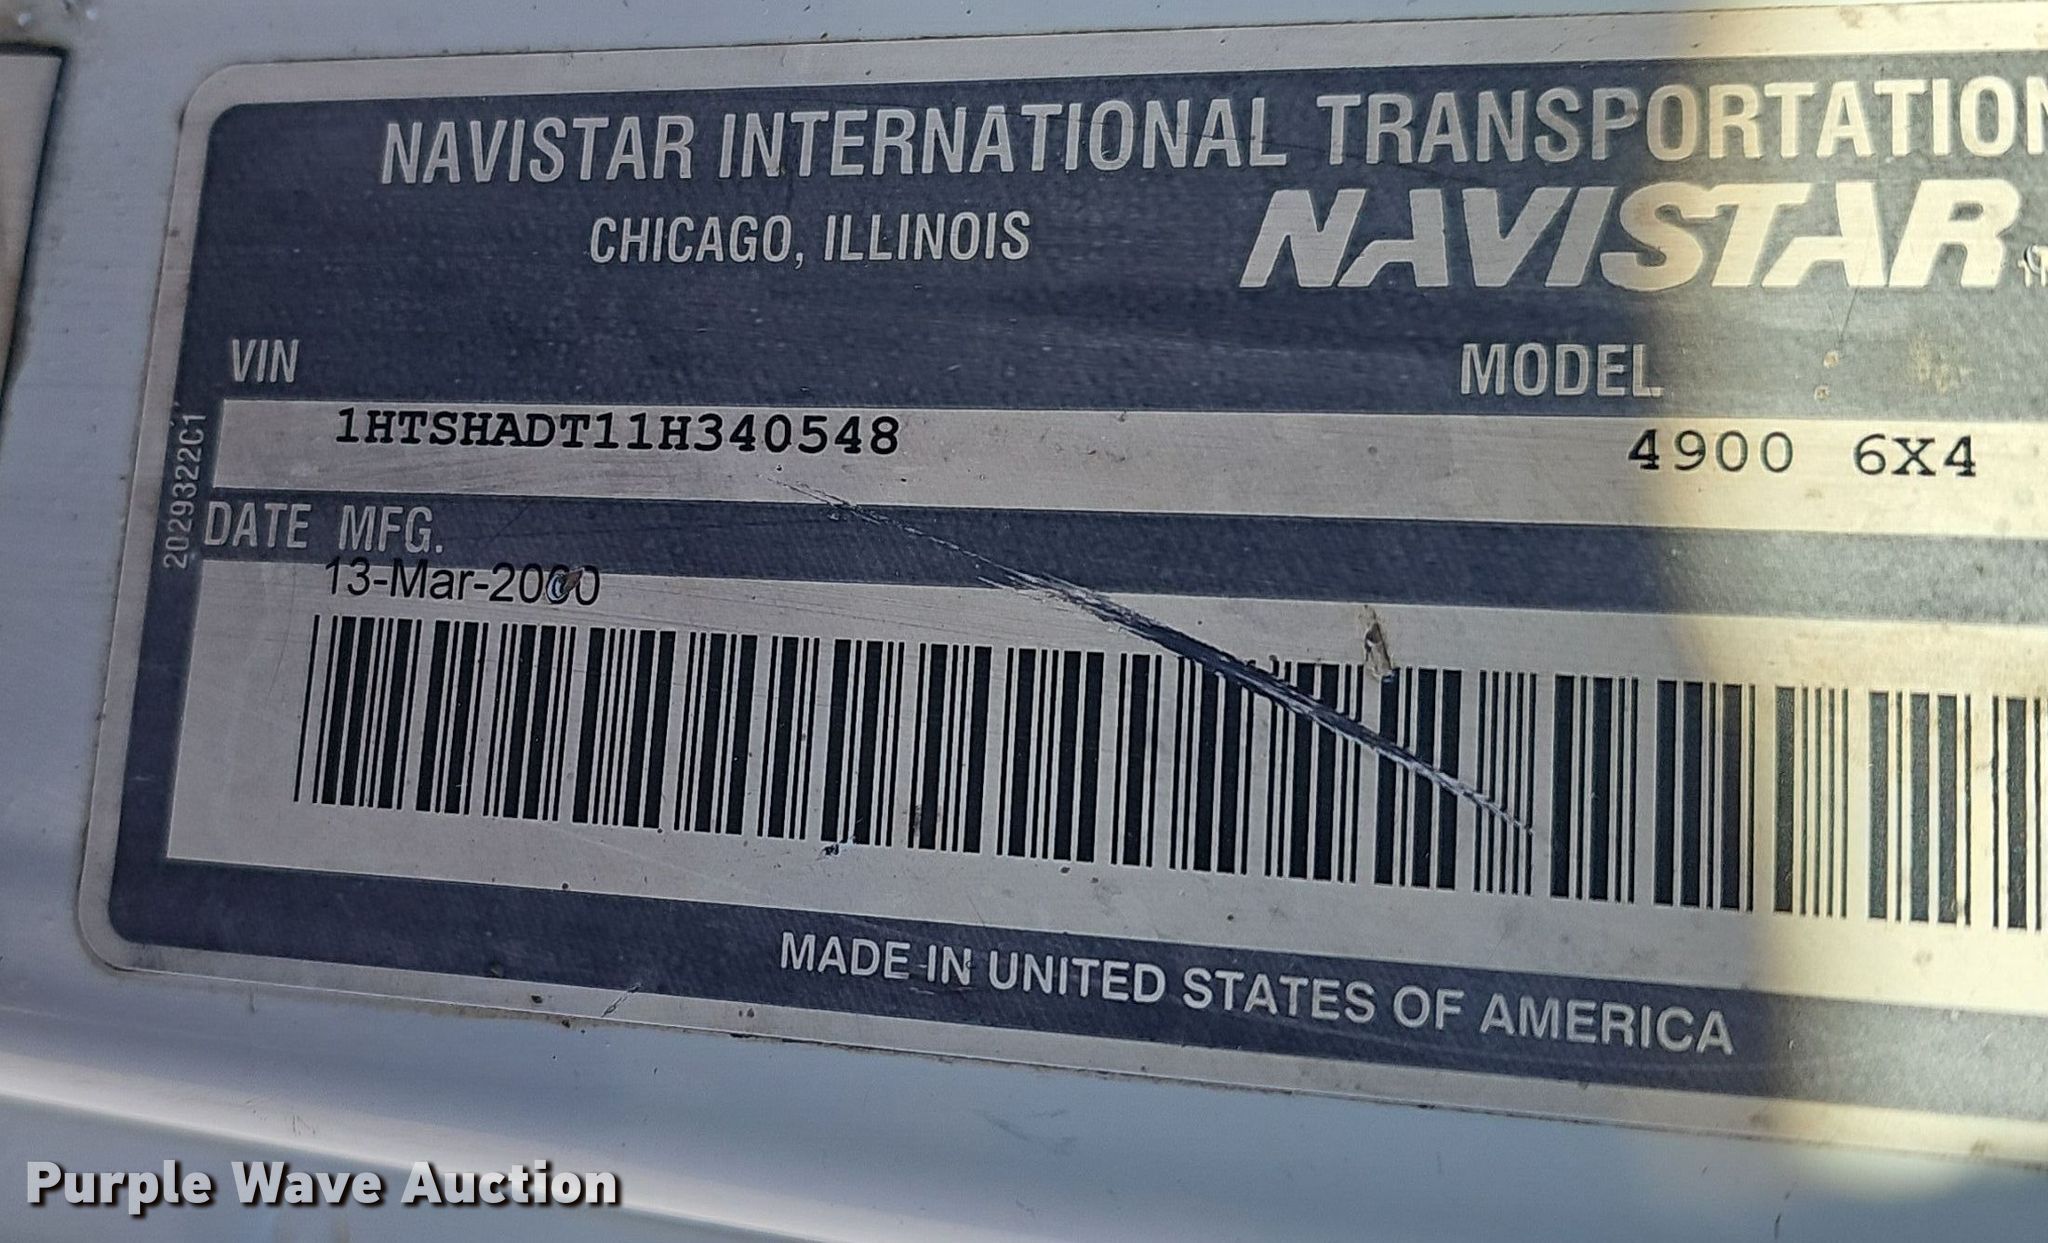 NAVISTAR INTERNATIONAL TRANSPORTATION
CHICAGO, ILLINOIS
NAVISTAR
VIN
MODEL
1HTSHADT11H340548
4900 6X4
2029322C1
DATE MFG.
13-Mar-2000
MADE IN UNITED STATES OF AMERICA
Purple Wave Auction